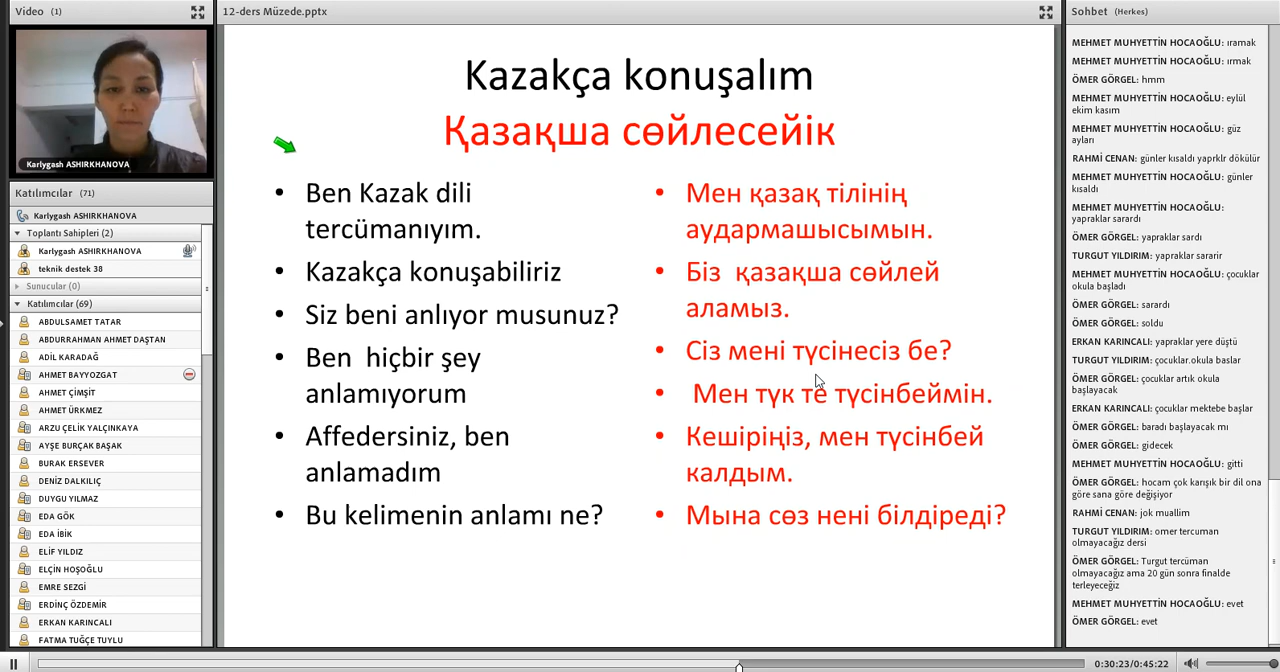 Video (1)
Karlygash ASHIRKHANOVA
Katılımcılar (71)
Karlygash ASHIRKHANOVA
Toplantı Sahipleri (2)
Karlygash ASHIRKHANOVA
teknik destek 38
Sunucular (0)
Katılımcılar (69)
ABDULSAMET TATAR
ABDURRAHMAN AHMET DAŞTAN
ADİL KARADAĞ
AHMET BAYYOZGAT
AHMET ÇİMŞİT
AHMET ÜRKMEZ
ARZU ÇELİK YALÇINKAYA
AYŞE BURÇAK BAŞAK
BURAK ERSEVER
DENİZ DALKILIÇ
DUYGU YILMAZ
EDA GÖK
EDA İBİK
ELİF YILDIZ
ELÇİN HOŞOĞLU
EMRE SEZGİ
ERDİNÇ ÖZDEMİR
ERKAN KARINCALI
FATMA TUĞÇE TUYLU
12-ders Müzede.pptx
Kazakça konuşalım
Қазақша сөйлесейік
• Ben Kazak dili
tercümanıyım.
• Kazakça konuşabiliriz
• Siz beni anlıyor musunuz?
• Ben hiçbir şey
anlamıyorum
• Affedersiniz, ben
anlamadım
• Bu kelimenin anlamı ne?
• Мен қазақ тілінің
аудармашысымын.
• Біз қазақша сөйлей
аламыз.
• Сіз мені түсінесіз бе?
• Мен түк те түсінбеймін.
• Кешіріңіз, мен түсінбей
калдым.
• Мына сөз нені білдіреді?
Sohbet (Herkes)
MEHMET MUHYETTİN HOCAOĞLU: ıramak
MEHMET MUHYETTİN HOCAOĞLU: ırmak
ÖMER GÖRGEL: hmm
MEHMET MUHYETTİN HOCAOĞLU: eylül
ekim kasım
MEHMET MUHYETTİN HOCAOĞLU: güz
ayları
RAHMİ CENAN: günler kısaldı yaprklr dökülür
MEHMET MUHYETTİN HOCAOĞLU: günler
kısaldı
MEHMET MUHYETTİN HOCAOĞLU:
yapraklar sarardı
ÖMER GÖRGEL: yapraklar sardı
TURGUT YILDIRIM: yapraklar sararir
MEHMET MUHYETTİN HOCAOĞLU: çocuklar
okula başladı
ÖMER GÖRGEL: sarardı
ÖMER GÖRGEL: soldu
ERKAN KARINCALI: yapraklar yere düştü
TURGUT YILDIRIM: çocuklar.okula baslar
ÖMER GÖRGEL: çocuklar artık okula
başlayacak
ERKAN KARINCALI: çocuklar mektebe başlar
ÖMER GÖRGEL: baradı başlayacak mı
ÖMER GÖRGEL: gidecek
MEHMET MUHYETTİN HOCAOĞLU: gitti
ÖMER GÖRGEL: hocam çok karışık bir dil ona
göre sana göre değişiyor
RAHMİ CENAN: jok muallim
TURGUT YILDIRIM: omer tercuman
olmayacağız dersi
ÖMER GÖRGEL: Turgut tercüman
olmayacağız ama 20 gün sonra finalde
terleyeceğiz
MEHMET MUHYETTİN HOCAOĞLU: evet
ÖMER GÖRGEL: evet
0:30:23/0:45:22